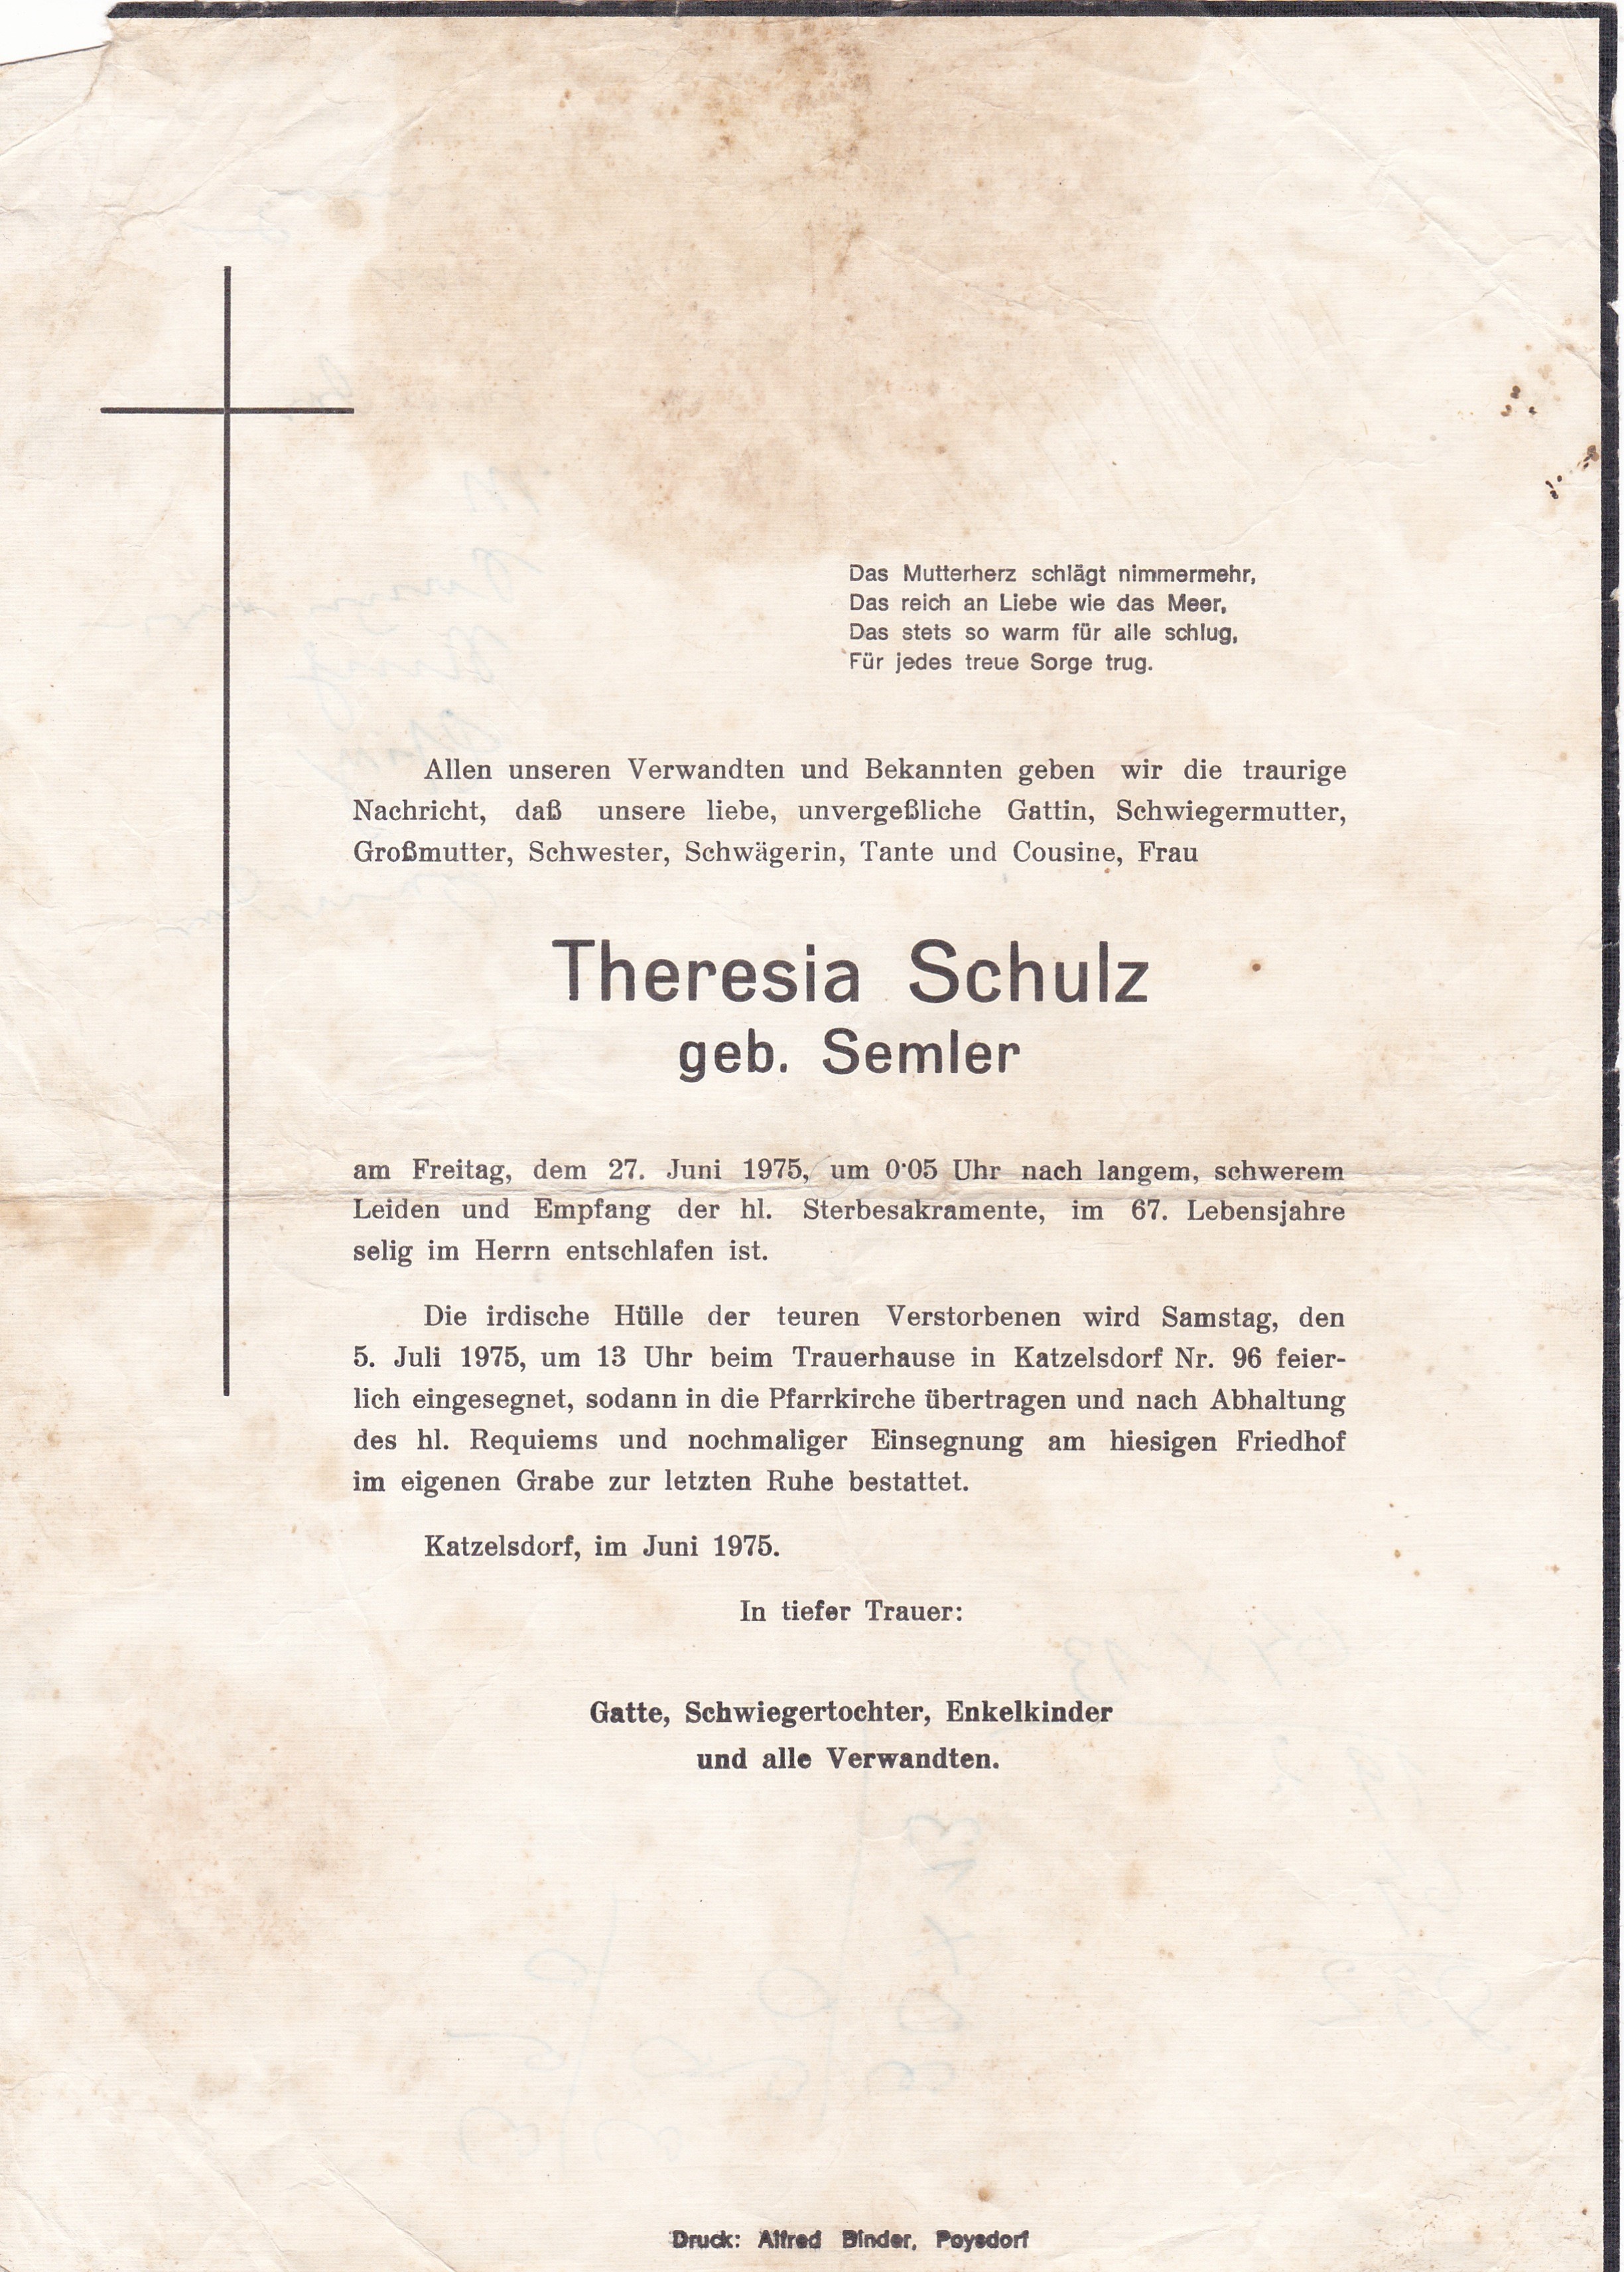 Das Mutterherz schlägt nimmermehr,
Das reich an Liebe wie das Meer,
Das stets so warm für alle schlug,
Für jedes treue Sorge trug.
Allen unseren Verwandten und Bekannten geben wir die traurige
Nachricht, daß unsere liebe, unvergeßliche Gattin, Schwiegermutter,
Großmutter, Schwester, Schwägerin, Tante und Cousine, Frau
Theresia Schulz
geb. Semler
am Freitag, dem 27. Juni 1975, um 0·05 Uhr nach langem, schwerem
Leiden und Empfang der hl. Sterbesakramente, im 67. Lebensjahre
selig im Herrn entschlafen ist.
Die irdische Hülle der teuren Verstorbenen wird Samstag, den
5. Juli 1975, um 13 Uhr beim Trauerhause in Katzelsdorf Nr. 96 feier-
lich eingesegnet, sodann in die Pfarrkirche übertragen und nach Abhaltung
des hl. Requiems und nochmaliger Einsegnung am hiesigen Friedhof
im eigenen Grabe zur letzten Ruhe bestattet.
Katzelsdorf, im Juni 1975.
In tiefer Trauer:
Gatte, Schwiegertochter, Enkelkinder
und alle Verwandten.
Druck: Alfred Binder, Poysdorf